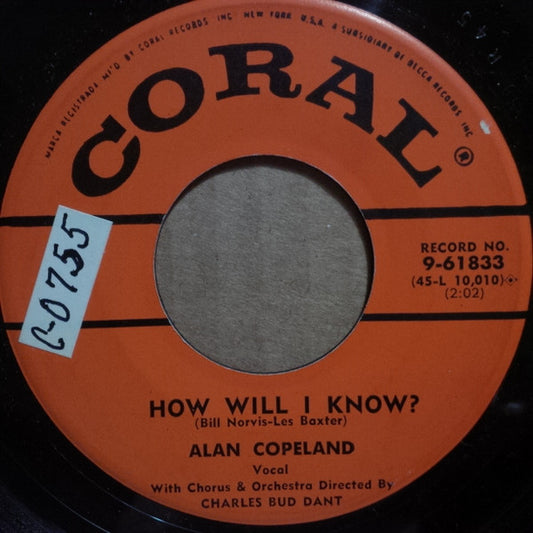 MARCA REGISTRADA MF'D BY CORAL RECORDS INC NEW YORK, U.S.A. A SUBSIDIARY OF DECCA RECORDS, INC.
CORAL ®
RECORD NO.
9-61833
(45-L 10,010)
(2:02)
C-0755
HOW WILL I KNOW?
(Bill Norvis-Les Baxter)
ALAN COPELAND
Vocal
With Chorus & Orchestra Directed By
CHARLES BUD DANT